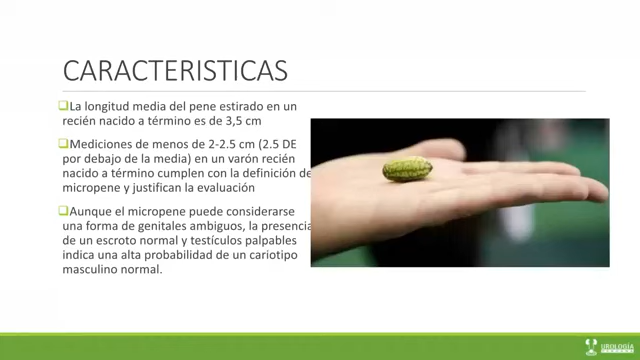 CARACTERISTICAS
La longitud media del pene estirado en un
recién nacido a término es de 3,5 cm
Mediciones de menos de 2-2.5 cm (2.5 DE
por debajo de la media) en un varón recién
nacido a término cumplen con la definición de
micropene y justifican la evaluación
Aunque el micropene puede considerarse
una forma de genitales ambiguos, la presencia
de un escroto normal y testículos palpables
indica una alta probabilidad de un cariotipo
masculino normal.
UROLOGÍA